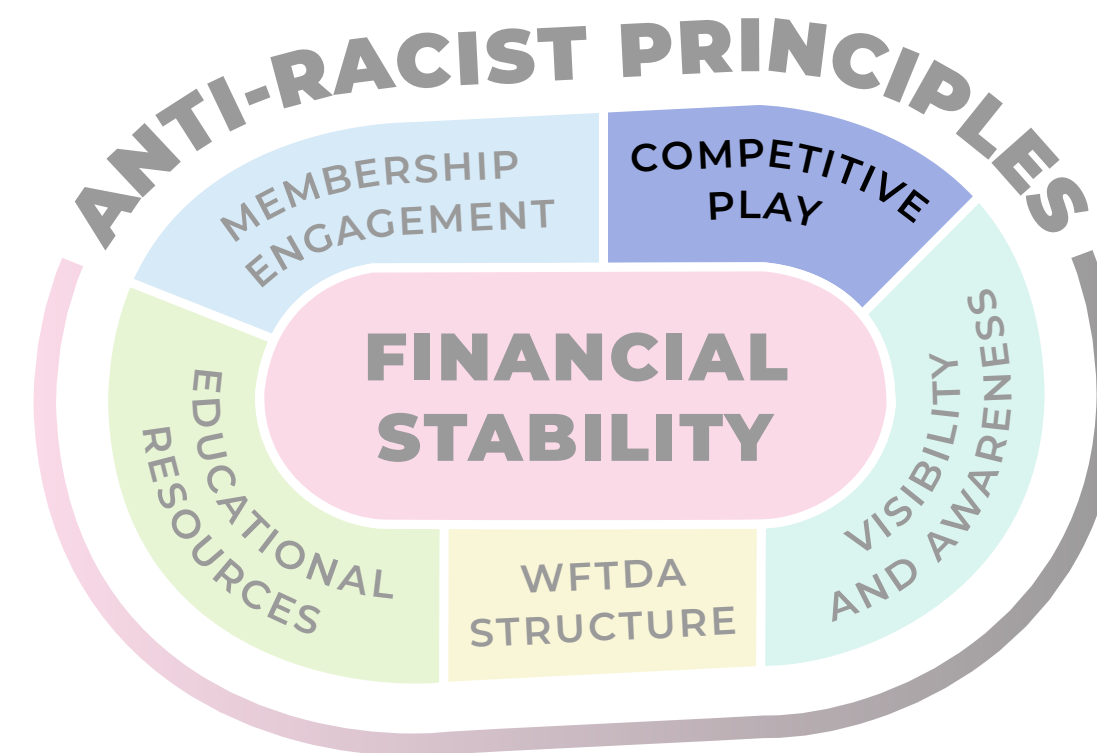 ANTI-RACIST PRINCIPLES
MEMBERSHIP
ENGAGEMENT
COMPETITIVE
PLAY
FINANCIAL
STABILITY
VISIBILITY
AND AWARENESS
EDUCATIONAL
RESOURCES
WFTDA
STRUCTURE